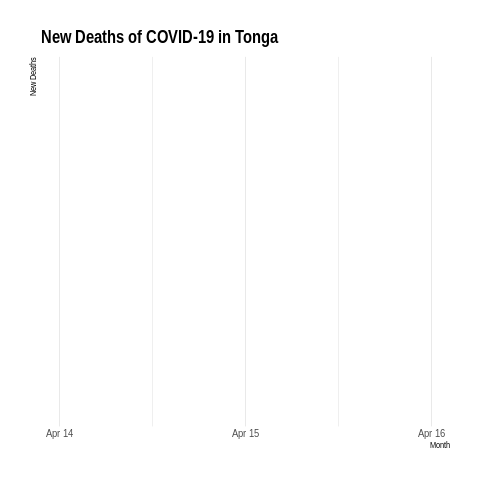 New Deaths of COVID-19 in Tonga
New Deaths
Apr 14
Apr 15
Apr 16
Month